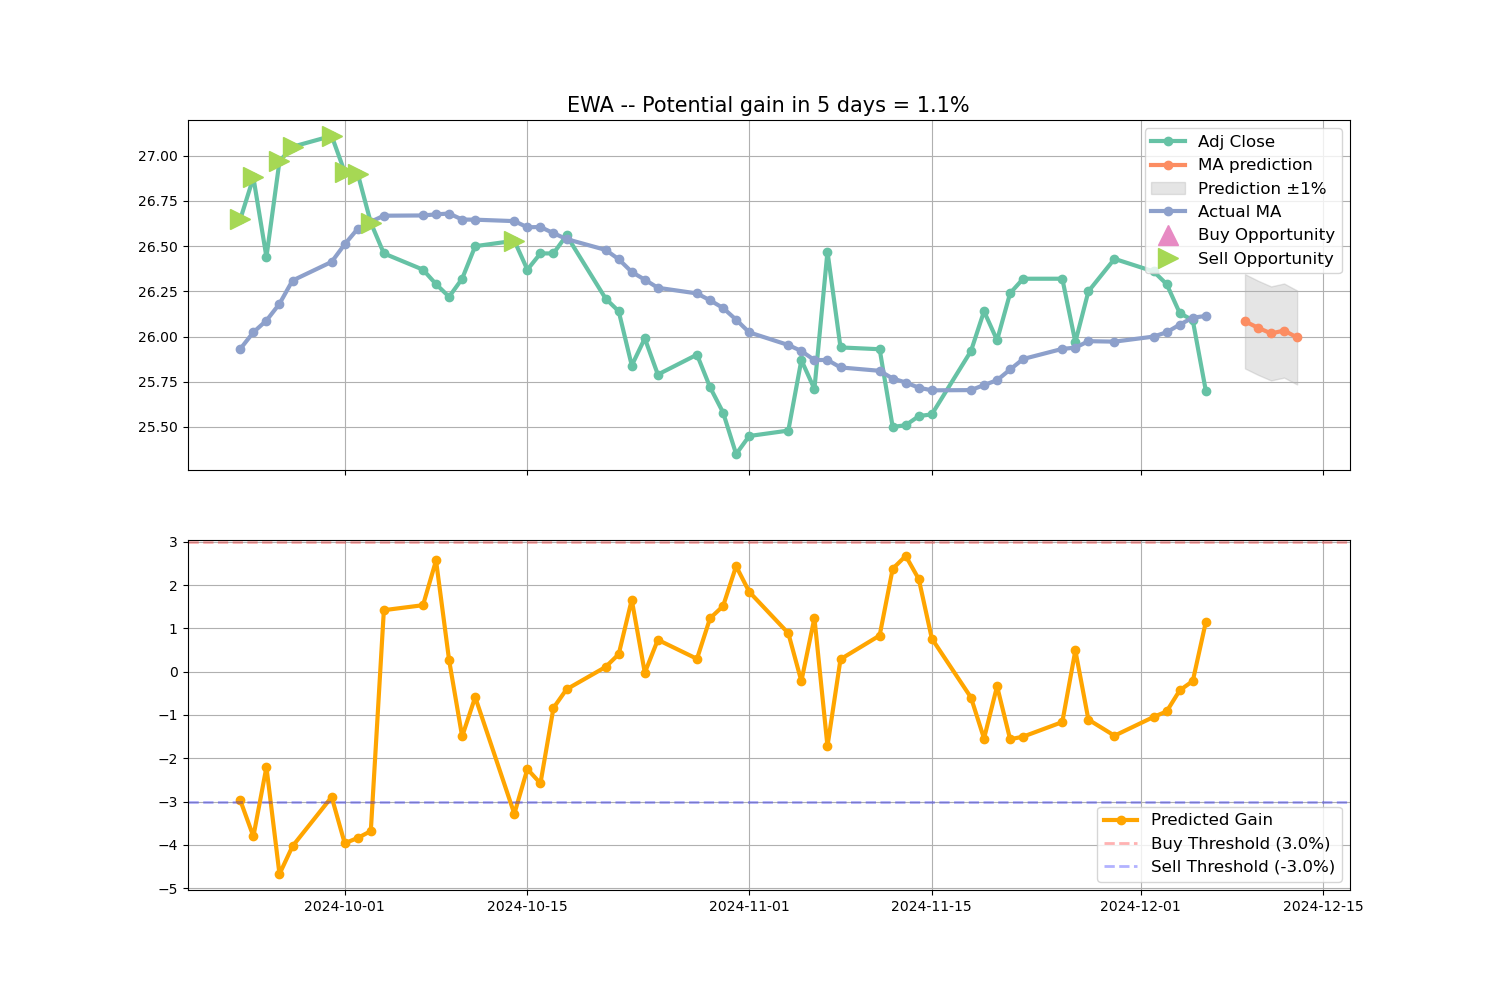 EWA -- Potential gain in 5 days = 1.1%
27.00
26.75
26.50
26.25
26.00
25.75
25.50
Adj Close
MA prediction
Prediction ±1%
Actual MA
Buy Opportunity
Sell Opportunity
3
2
1
0
−1
−2
−3
−4
−5
Predicted Gain
Buy Threshold (3.0%)
Sell Threshold (-3.0%)
2024-10-01
2024-10-15
2024-11-01
2024-11-15
2024-12-01
2024-12-15